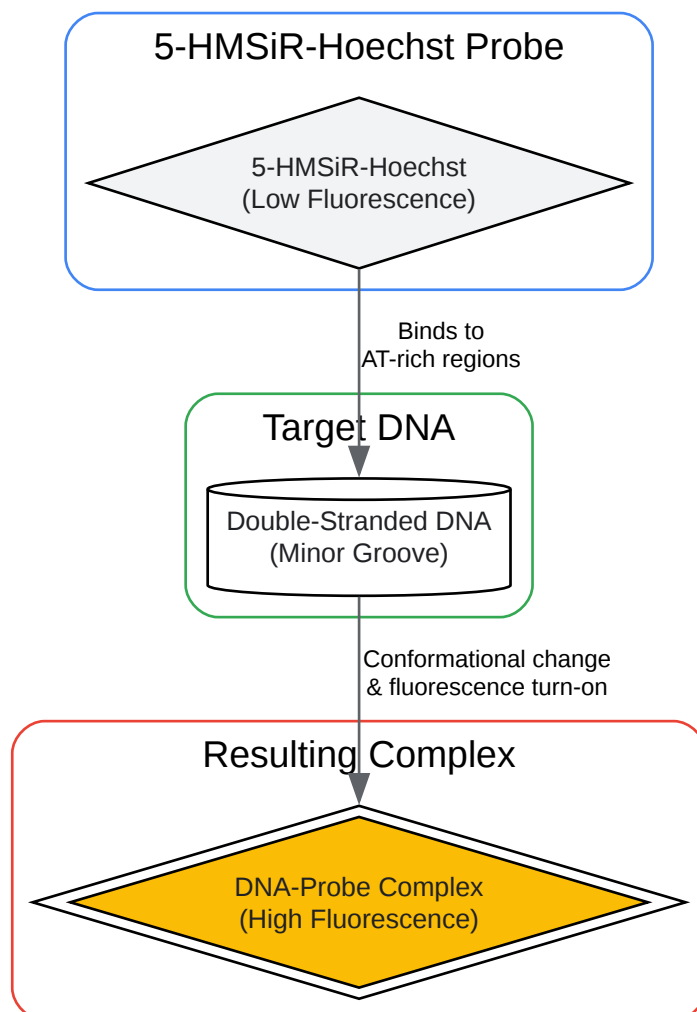 5-HMSiR-Hoechst Probe
5-HMSiR-Hoechst
(Low Fluorescence)
Binds to
AT-rich regions
Target DNA
Double-Stranded DNA
(Minor Groove)
Conformational change
& fluorescence turn-on
Resulting Complex
DNA-Probe Complex
(High Fluorescence)